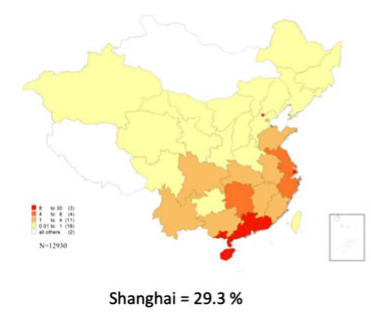 8 to 30 (3)
4 to 8 (4)
1 to 4 (11)
0.01 to 1 (16)
all others (2)
N=12930
Shanghai = 29.3 %